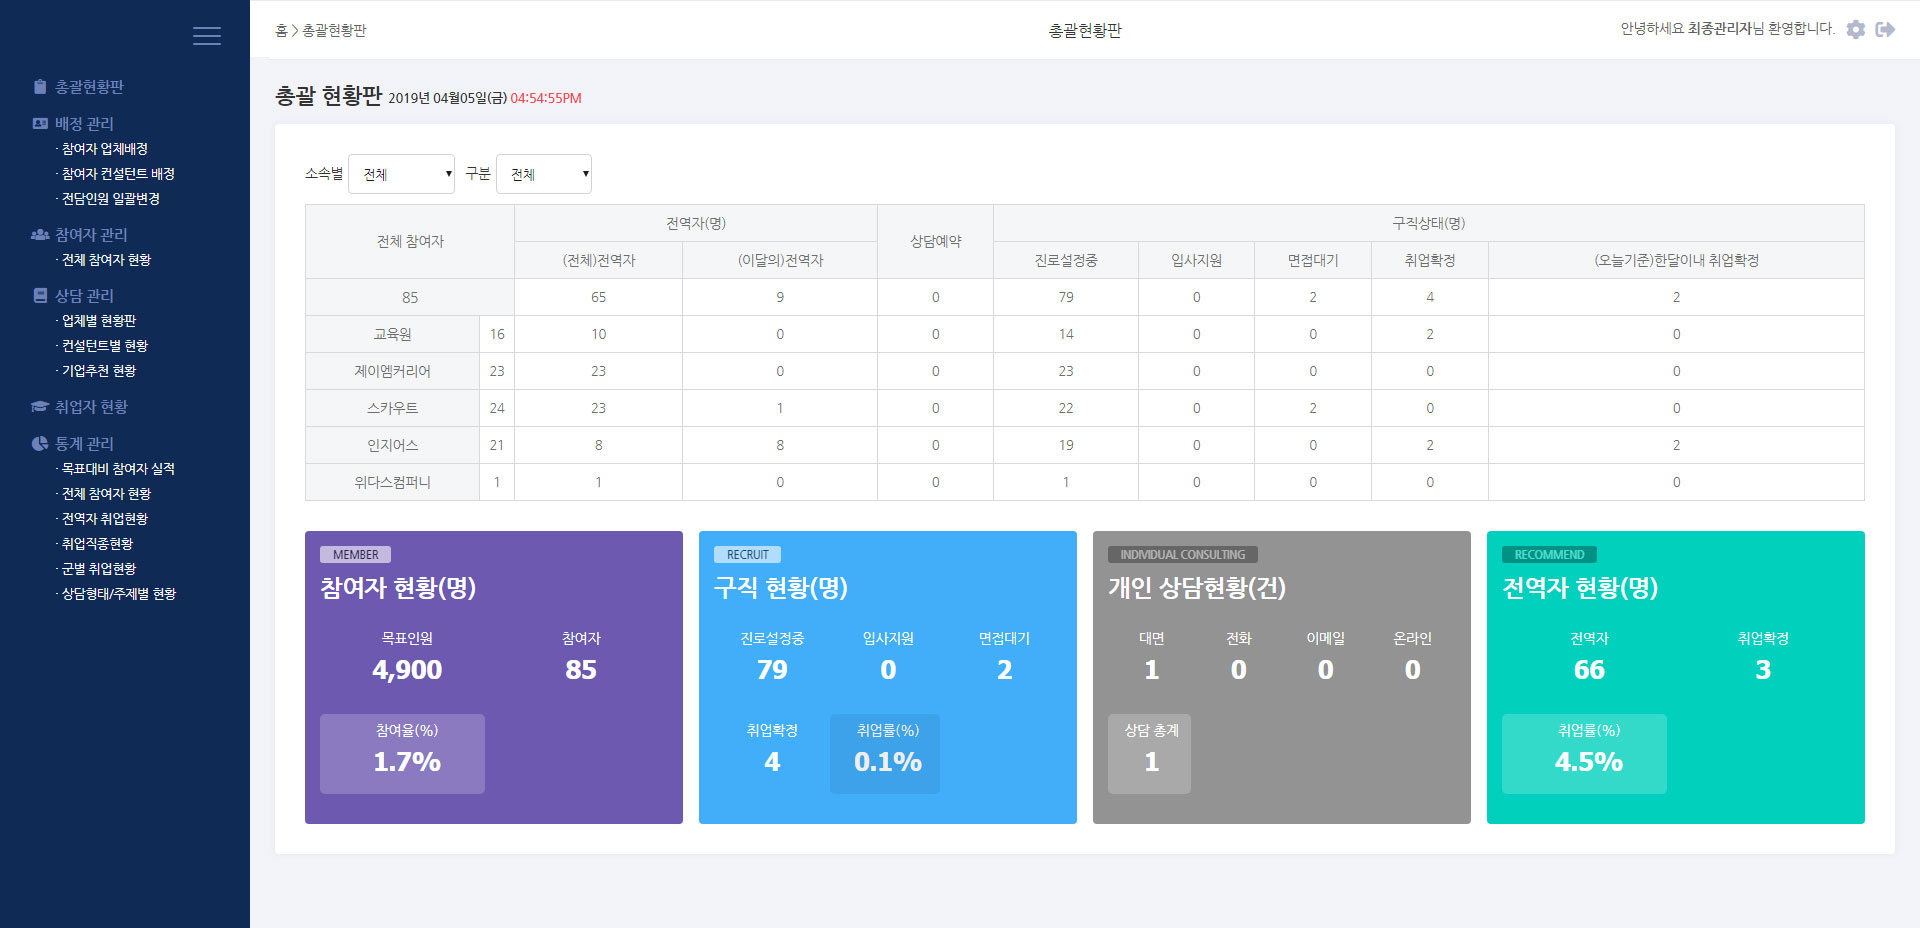 홈 > 총괄현황판
총괄현황판
안녕하세요 최종관리자님 환영합니다.
총괄현황판
배정 관리
· 참여자 업체배정
· 참여자 컨설턴트 배정
· 전담인원 일괄변경
참여자 관리
· 전체 참여자 현황
상담 관리
· 업체별 현황판
· 컨설턴트별 현황
· 기업추천 현황
취업자 현황
통계 관리
· 목표대비 참여자 실적
· 전체 참여자 현황
· 전역자 취업현황
· 취업직종현황
· 군별 취업현황
· 상담형태/주제별 현황
총괄 현황판 2019년 04월05일(금) 04:54:55PM
소속별 전체 구분 전체
전체 참여자 전역자(명) 상담예약 구직상태(명)
(전체)전역자 (이달의)전역자 진로설정중 입사지원 면접대기 취업확정 (오늘기준)한달이내 취업확정
85 65 9 0 79 0 2 4 2
교육원 16 10 0 0 14 0 0 2 0
제이엠커리어 23 23 0 0 23 0 0 0 0
스카우트 24 23 1 0 22 0 2 0 0
인지어스 21 8 8 0 19 0 0 2 2
위다스컴퍼니 1 1 0 0 1 0 0 0 0
MEMBER
참여자 현황(명)
목표인원 참여자
4,900 85
참여율(%)
1.7%
RECRUIT
구직 현황(명)
진로설정중 입사지원 면접대기
79 0 2
취업확정 취업률(%)
4 0.1%
INDIVIDUAL CONSULTING
개인 상담현황(건)
대면 전화 이메일 온라인
1 0 0 0
상담 총계
1
RECOMMEND
전역자 현황(명)
전역자 취업확정
66 3
취업률(%)
4.5%